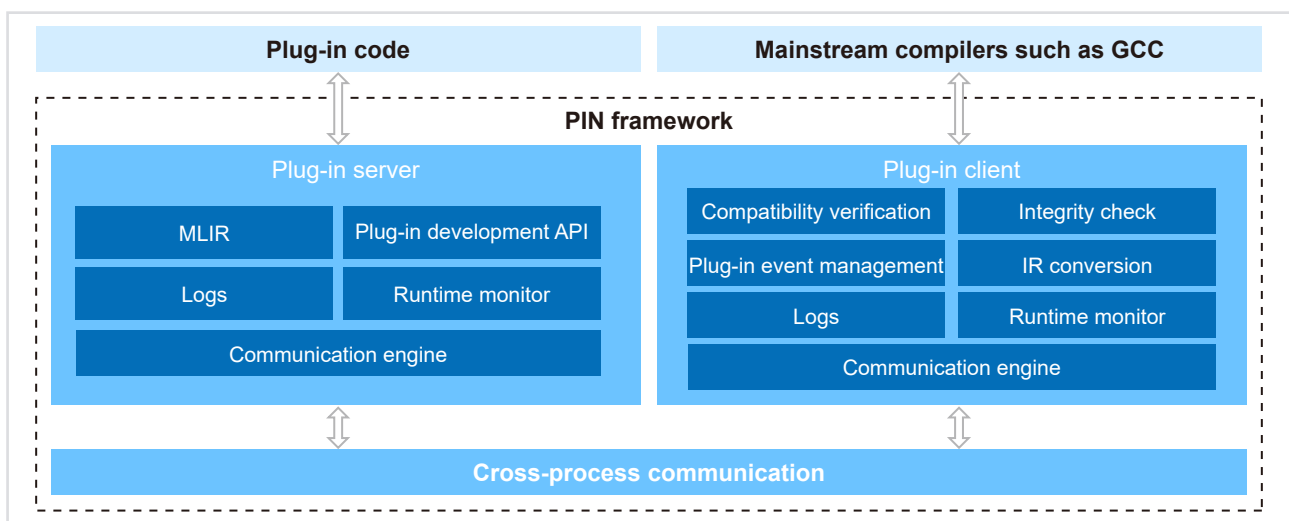 Plug-in code
Mainstream compilers such as GCC
PIN framework
Plug-in server
MLIR
Plug-in development API
Logs
Runtime monitor
Communication engine
Plug-in client
Compatibility verification
Integrity check
Plug-in event management
IR conversion
Logs
Runtime monitor
Communication engine
Cross-process communication